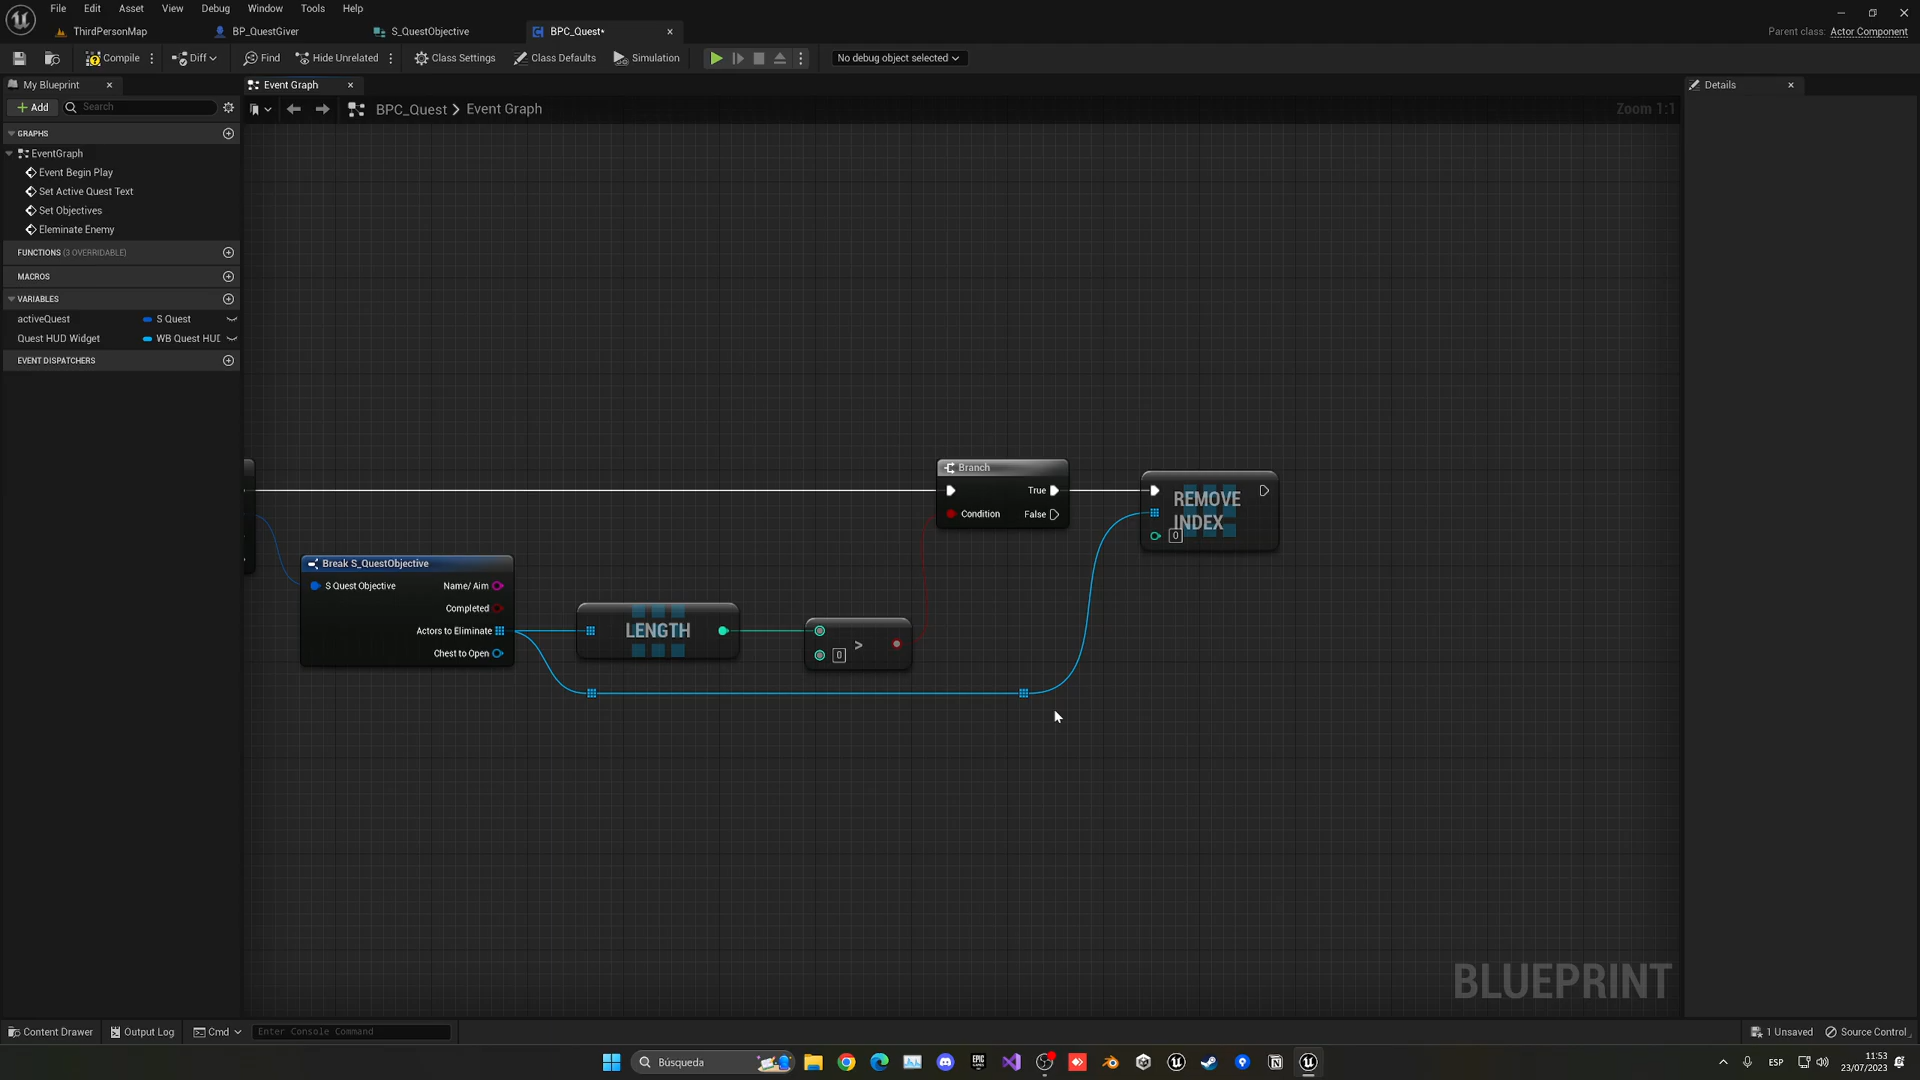 File Edit Asset View Debug Window Tools Help
ThirdPersonMap BP_QuestGiver S_QuestObjective BPC_Quest*
Parent class: Actor Component
Compile Diff Find Hide Unrelated Class Settings Class Defaults Simulation No debug object selected
My Blueprint
Event Graph
Details
Add Search
BPC_Quest > Event Graph
Zoom 1:1
GRAPHS
EventGraph
Event Begin Play
Set Active Quest Text
Set Objectives
Eleminate Enemy
FUNCTIONS (3 OVERRIDABLE)
MACROS
VARIABLES
activeQuest S Quest
Quest HUD Widget WB Quest HUD
EVENT DISPATCHERS
Branch
True
Condition False
REMOVE
INDEX
0
Break S_QuestObjective
S Quest Objective Name/ Aim
Completed
Actors to Eliminate
Chest to Open
LENGTH
>
0
BLUEPRINT
Content Drawer Output Log Cmd Enter Console Command 1 Unsaved Source Control
Búsqueda
EPIC
GAMES
ESP
11:53
23/07/2023